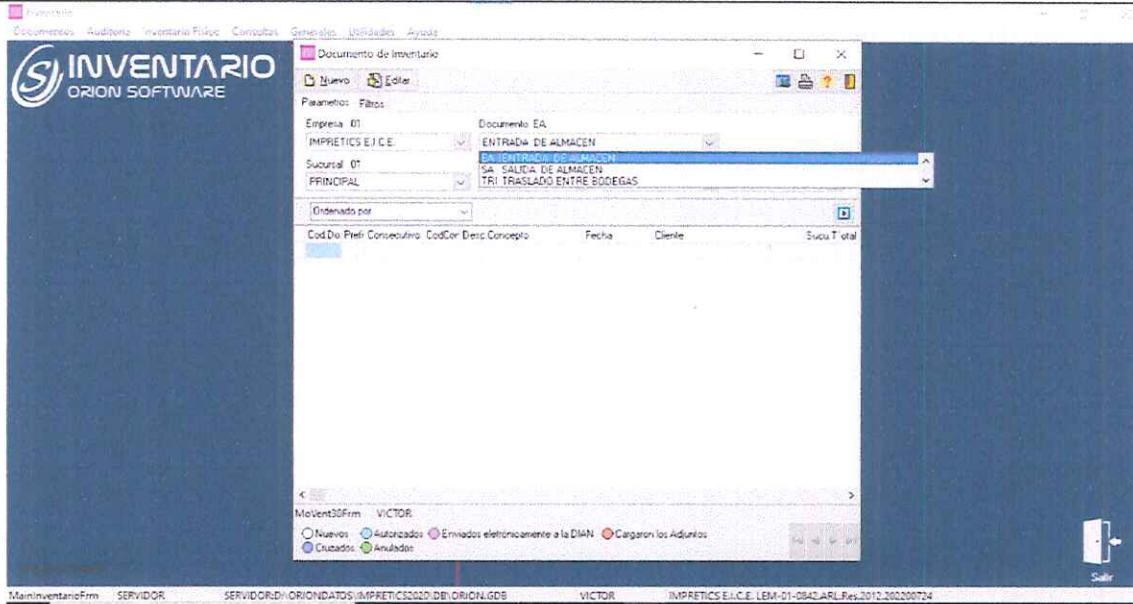 Inventario
Documentos Auditoria Inventario Físico Consultas Generales Utilidades Ayuda
INVENTARIO
ORION SOFTWARE
Documento de Inventario
Nuevo Editar
Parametros Filtros
Empresa 01 Documento EA
IMPRETICS E.I.C.E. ENTRADA DE ALMACEN
EA ENTRADA DE ALMACEN
Sucursal 01 SA SALIDA DE ALMACEN
PRINCIPAL TRI TRASLADO ENTRE BODEGAS
Ordenado por
Cod.Do Prefi Consecutivo CodCon Desc.Concepto Fecha Cliente Sucu.T otal
MoVent38Frm VICTOR
Nuevos Autorizados Enviados eletrónicamente a la DIAN Cargaron los Adjuntos
Cruzados Anulados
Salir
MainInventarioFrm SERVIDOR SERVIDOR:D:\ORIONDATOS\IMPRETICS2020\DB\ORION.GDB VICTOR IMPRETICS E.I.C.E. LEM-01-0842.ARL:Res.2012.202200724